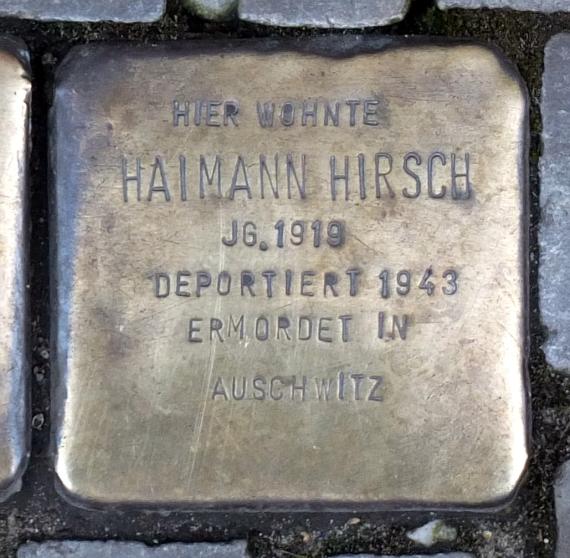 HIER WOHNTE
HAIMANN HIRSCH
JG. 1919
DEPORTIERT 1943
ERMORDET IN
AUSCHWITZ